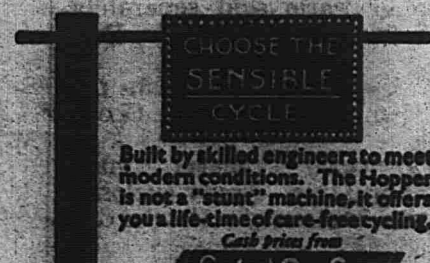 CHOOSE THE
SENSIBLE
CYCLE
Built by skilled engineers to meet
modern conditions. The Hopper
is not a "stunt" machine, it offers
you a life-time of care-free cycling.
Cash prices from